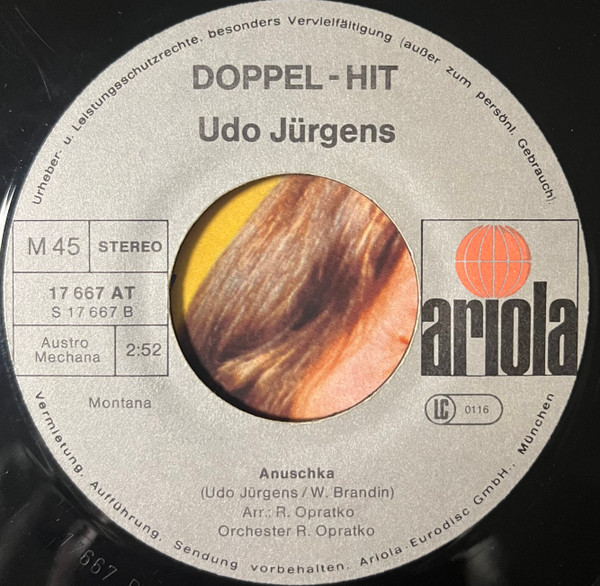 Urheber- u. Leistungsschutzrechte, besonders Vervielfältigung (außer zum persönl. Gebrauch),
DOPPEL-HIT
Udo Jürgens
M 45 STEREO
17 667 AT
S 17 667 B
Austro Mechana 2:52
Montana
ariola
LC 0116
Anuschka
(Udo Jürgens / W. Brandin)
Arr.: R. Opratko
Orchester R. Opratko
Vermietung, Aufführung, Sendung vorbehalten. Ariola-Eurodisc GmbH., München